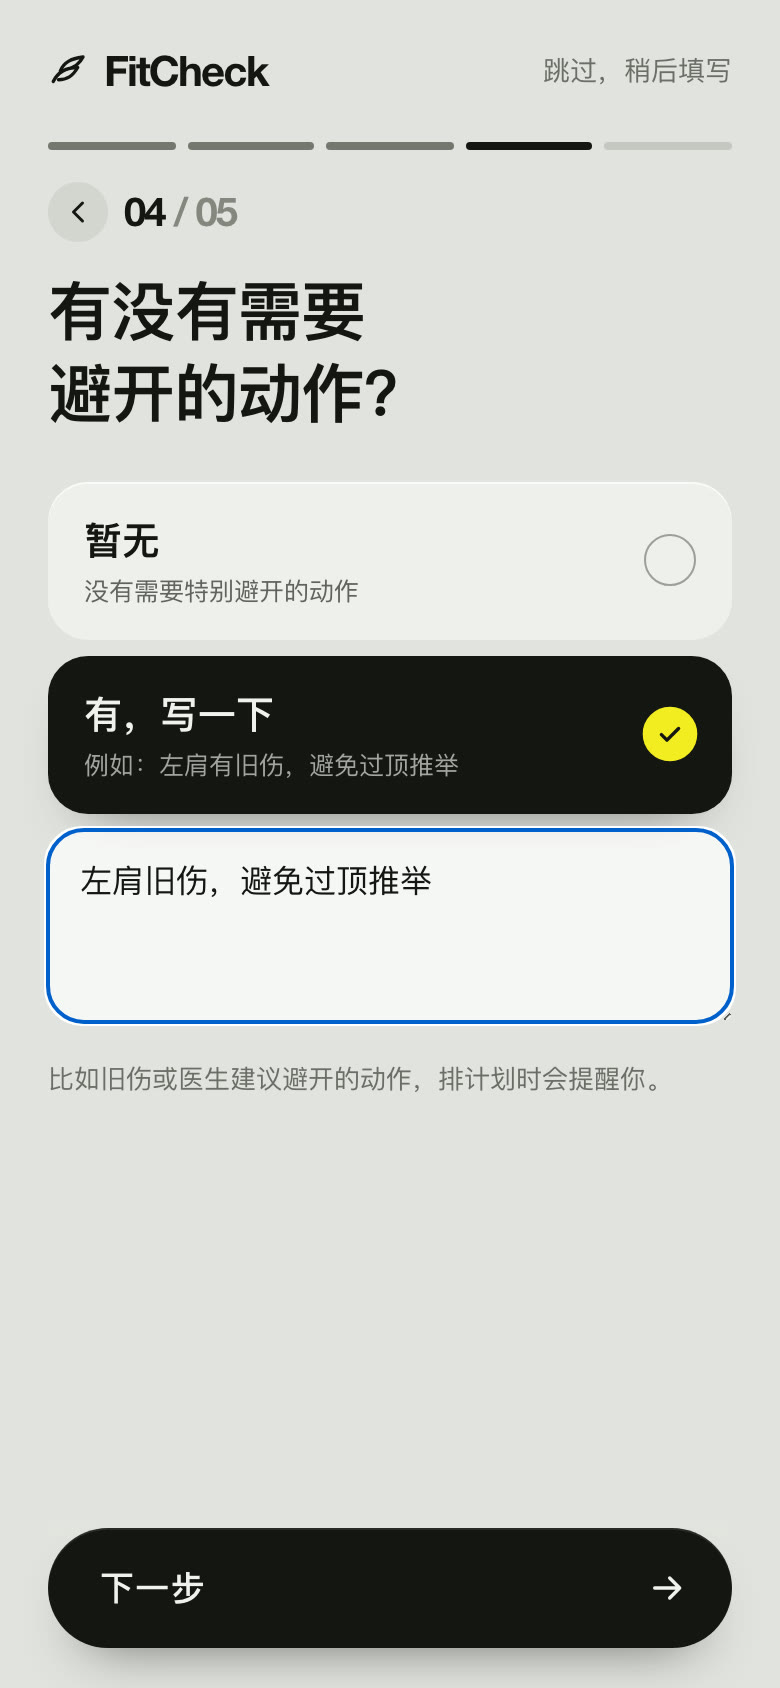 FitCheck
跳过，稍后填写
04 / 05
有没有需要
避开的动作?
暂无
没有需要特别避开的动作
有，写一下
例如：左肩有旧伤，避免过顶推举
左肩旧伤，避免过顶推举
比如旧伤或医生建议避开的动作，排计划时会提醒你。
下一步